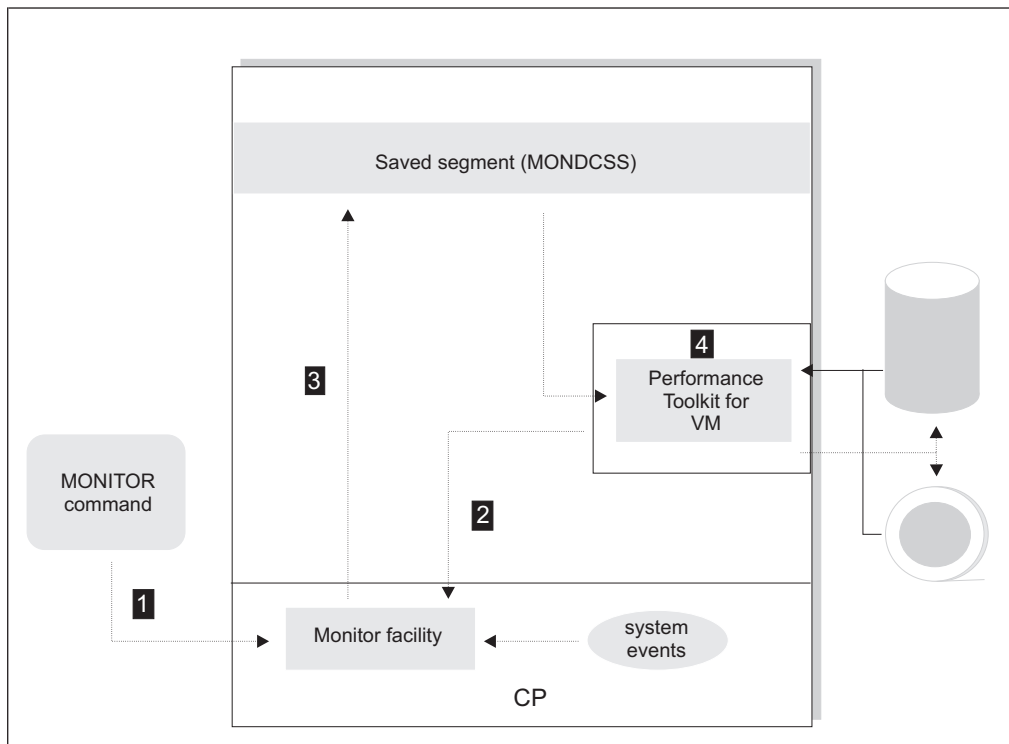 Saved segment (MONDCSS)
4
Performance
Toolkit for
VM
3
MONITOR
command
2
1
Monitor facility
system
events
CP